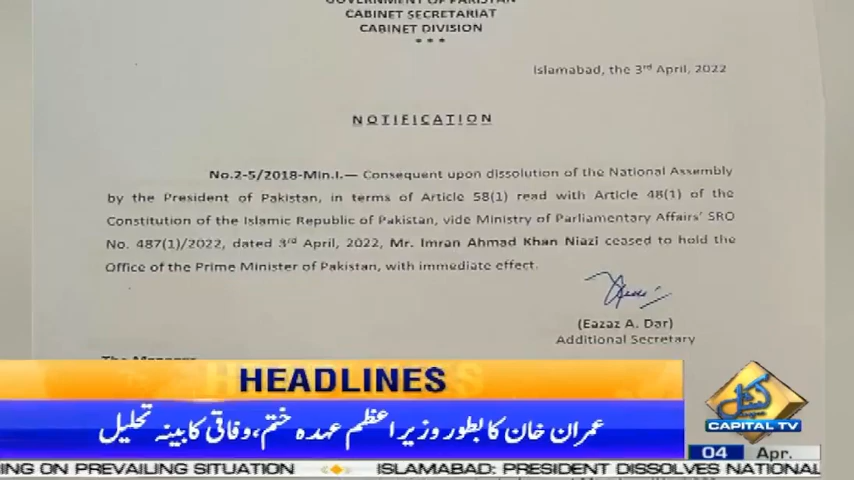 GOVERNMENT OF PAKISTAN
CABINET SECRETARIAT
CABINET DIVISION
***
Islamabad, the 3rd April, 2022
NOTIFICATION
No.2-5/2018-Min.I.— Consequent upon dissolution of the National Assembly
by the President of Pakistan, in terms of Article 58(1) read with Article 48(1) of the
Constitution of the Islamic Republic of Pakistan, vide Ministry of Parliamentary Affairs' SRO
No. 487(1)/2022, dated 3rd April, 2022, Mr. Imran Ahmad Khan Niazi ceased to hold the
Office of the Prime Minister of Pakistan, with immediate effect.
(Eazaz A. Dar)
Additional Secretary
HEADLINES
عمران خان کا بطور وزیراعظم عہدہ ختم، وفاقی کابینہ تحلیل
کیپٹل
CAPITAL TV
04 Apr.
ING ON PREVAILING SITUATION ISLAMABAD: PRESIDENT DISSOLVES NATIONAL